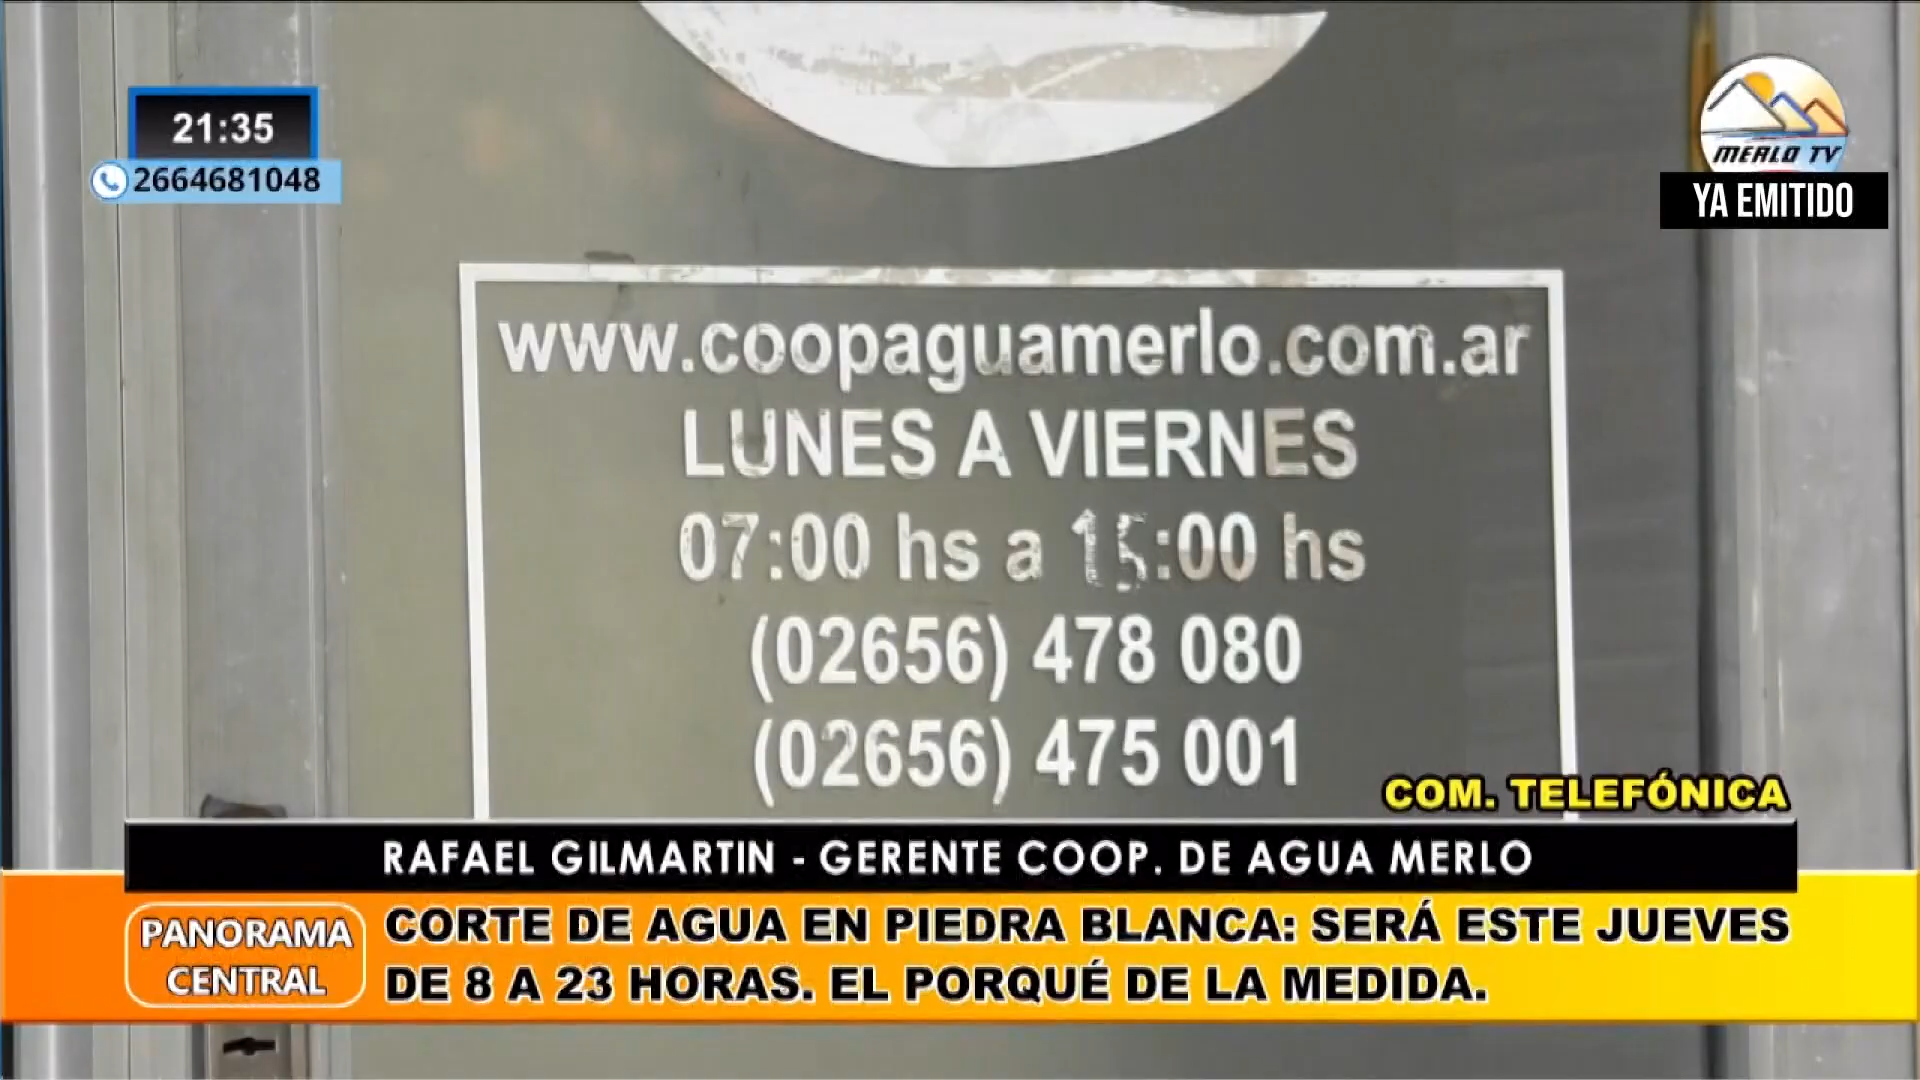 21:35
2664681048
MERLO TV
YA EMITIDO
www.coopaguamerlo.com.ar
LUNES A VIERNES
07:00 hs a 15:00 hs
(02656) 478 080
(02656) 475 001
COM. TELEFÓNICA
RAFAEL GILMARTIN - GERENTE COOP. DE AGUA MERLO
PANORAMA
CENTRAL
CORTE DE AGUA EN PIEDRA BLANCA: SERÁ ESTE JUEVES
DE 8 A 23 HORAS. EL PORQUÉ DE LA MEDIDA.